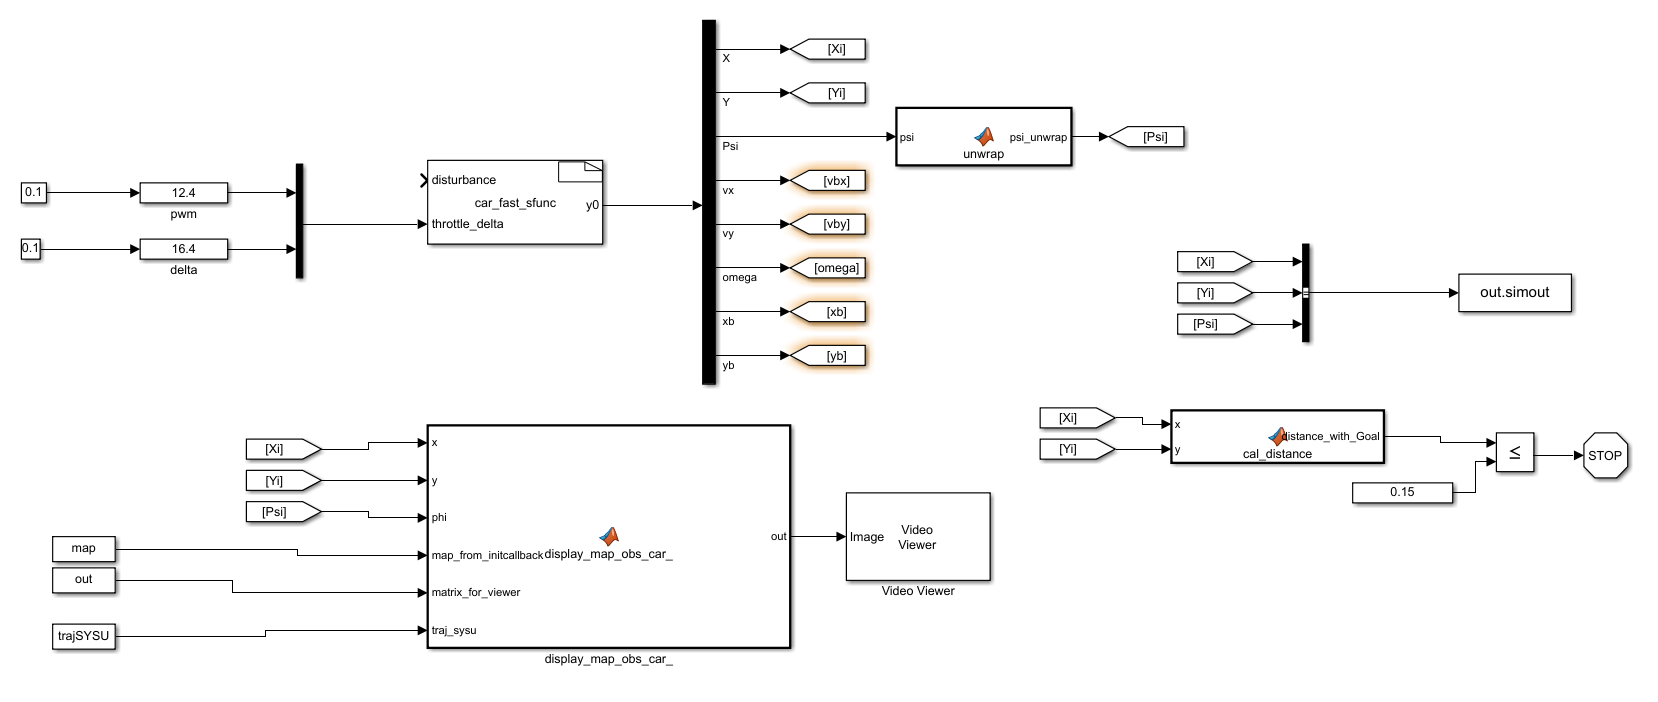 [Xi]
X
[Yi]
Y
psi
psi_unwrap
unwrap
[Psi]
Psi
[vbx]
vx
[vby]
vy
[omega]
omega
[xb]
xb
[yb]
yb
0.1
12.4
pwm
0.1
16.4
delta
disturbance
car_fast_sfunc
y0
throttle_delta
[Xi]
[Yi]
[Psi]
out.simout
[Xi]
[Yi]
x
y
distance_with_Goal
cal_distance
0.15
≤
STOP
[Xi]
[Yi]
[Psi]
map
out
trajSYSU
x
y
phi
map_from_initcallback
display_map_obs_car_
matrix_for_viewer
traj_sysu
out
display_map_obs_car_
Image
Video
Viewer
Video Viewer